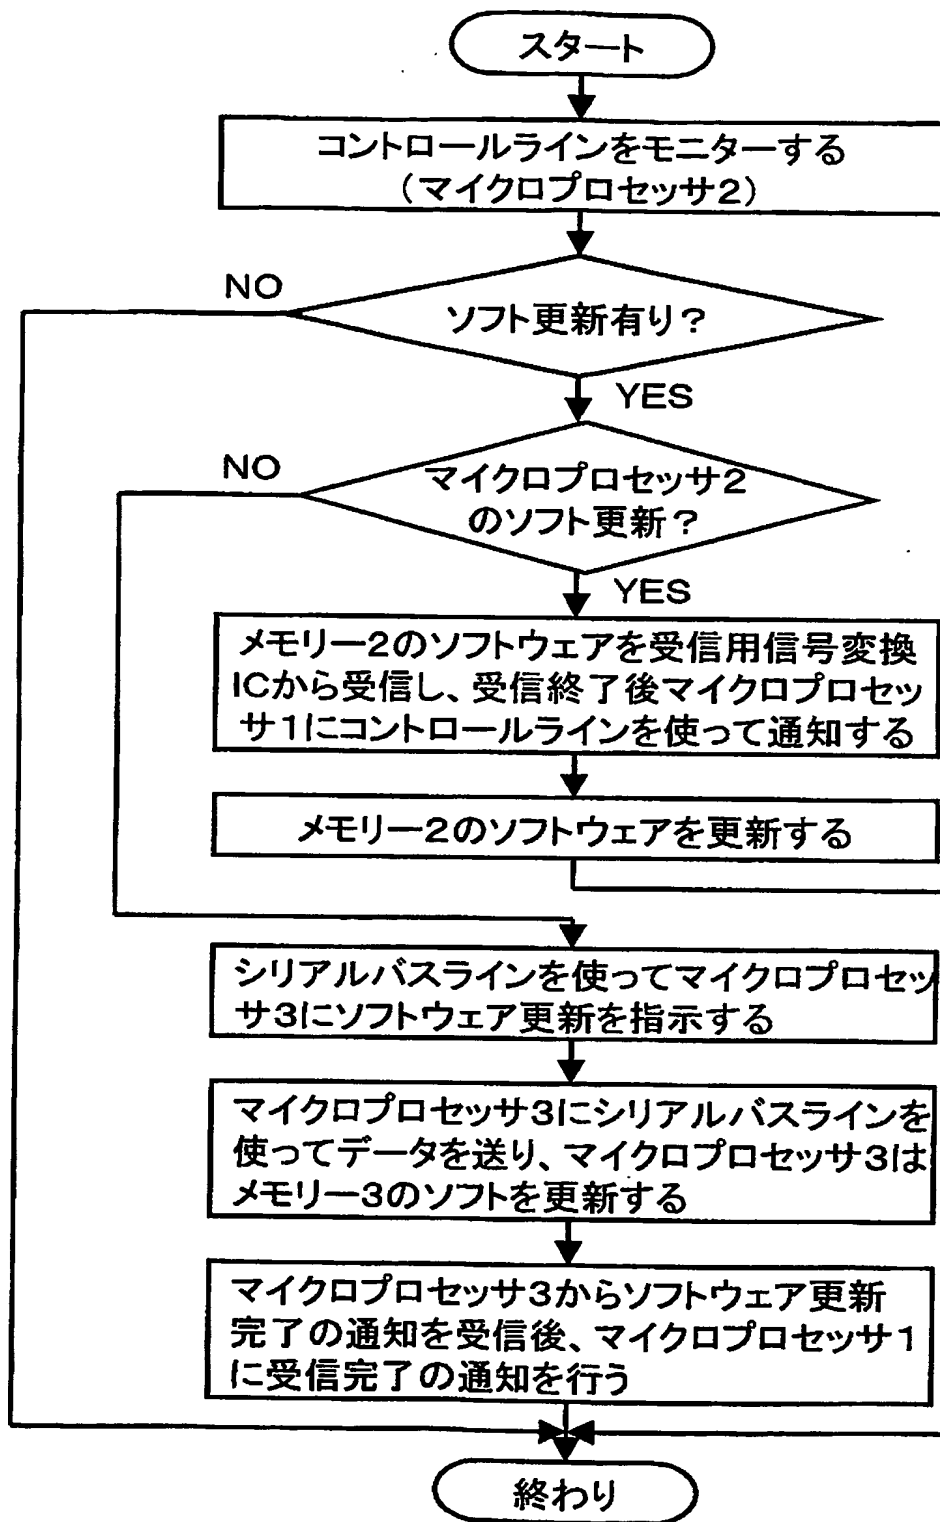 スタート
コントロールラインをモニターする
(マイクロプロセッサ2)
NO
ソフト更新有り?
YES
NO
マイクロプロセッサ2
のソフト更新?
YES
メモリー2のソフトウェアを受信用信号変換
ICから受信し、受信終了後マイクロプロセッ
サ1にコントロールラインを使って通知する
メモリー2のソフトウェアを更新する
シリアルバスラインを使ってマイクロプロセッ
サ3にソフトウェア更新を指示する
マイクロプロセッサ3にシリアルバスラインを
使ってデータを送り、マイクロプロセッサ3は
メモリー3のソフトを更新する
マイクロプロセッサ3からソフトウェア更新
完了の通知を受信後、マイクロプロセッサ1
に受信完了の通知を行う
終わり